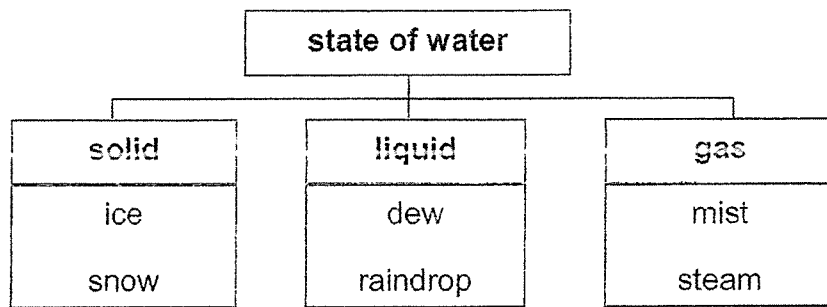 state of water
solid
liquid
gas
ice
dew
mist
snow
raindrop
steam